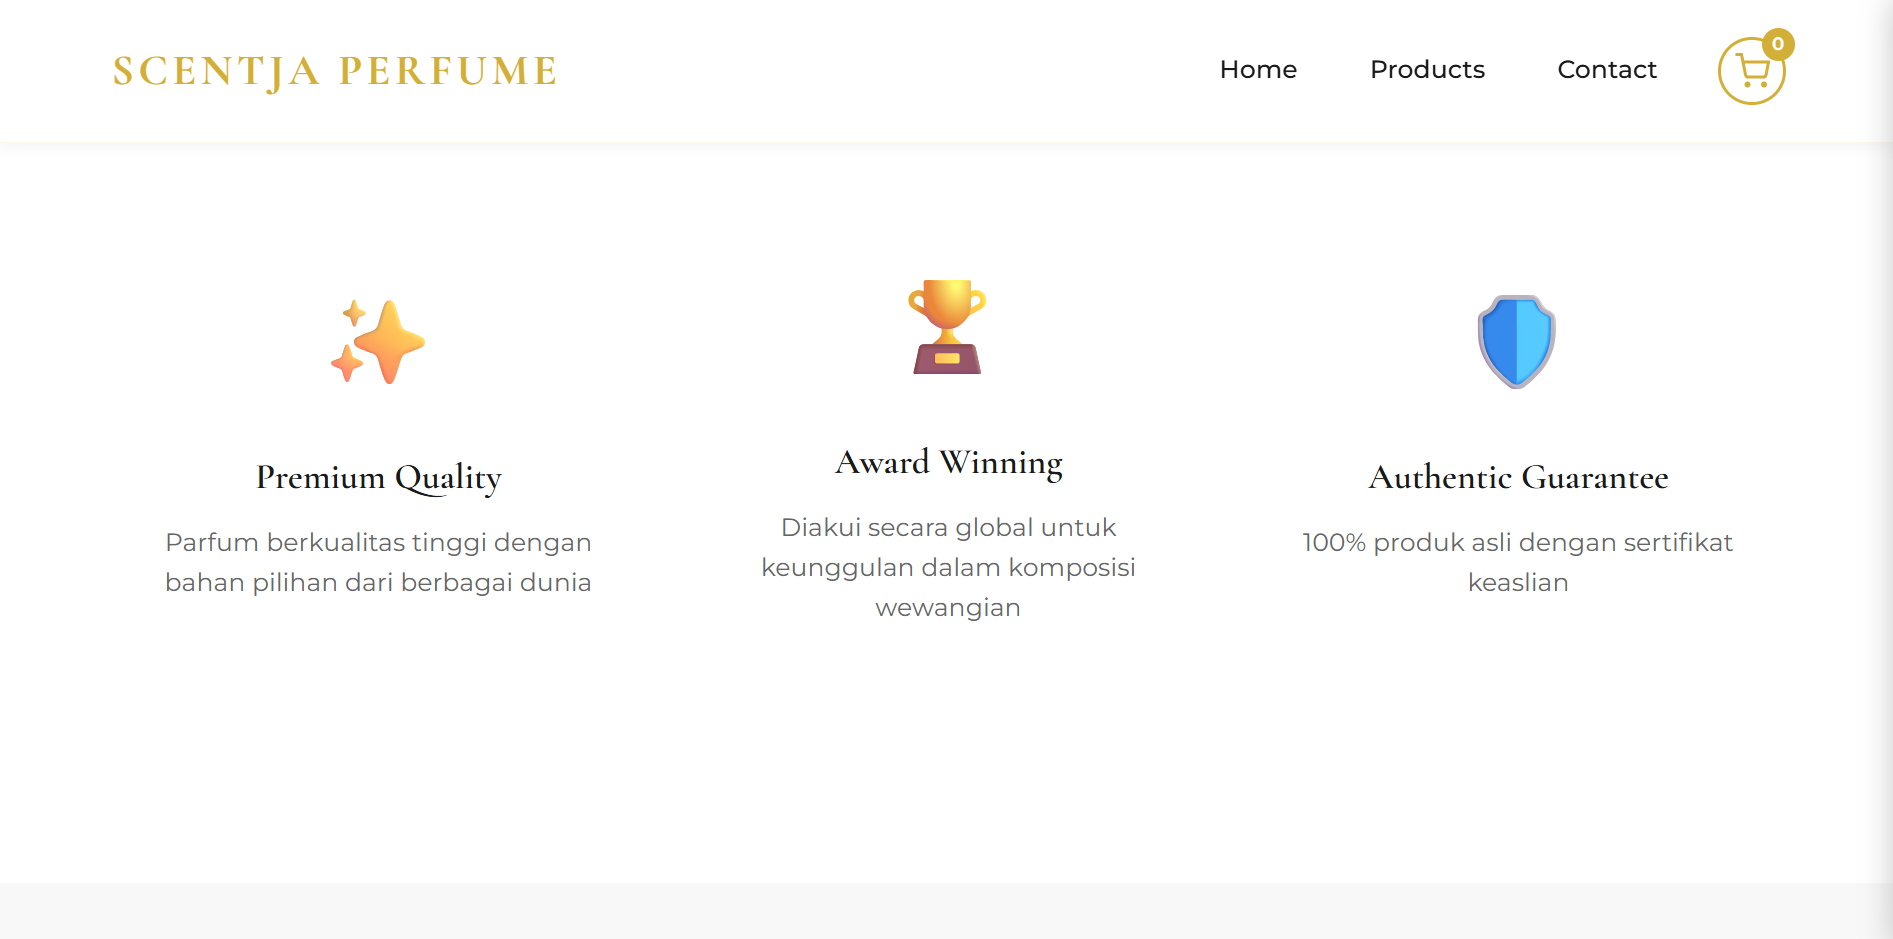 SCENTJA PERFUME
Home
Products
Contact
0
Premium Quality
Parfum berkualitas tinggi dengan
bahan pilihan dari berbagai dunia
Award Winning
Diakui secara global untuk
keunggulan dalam komposisi
wewangian
Authentic Guarantee
100% produk asli dengan sertifikat
keaslian